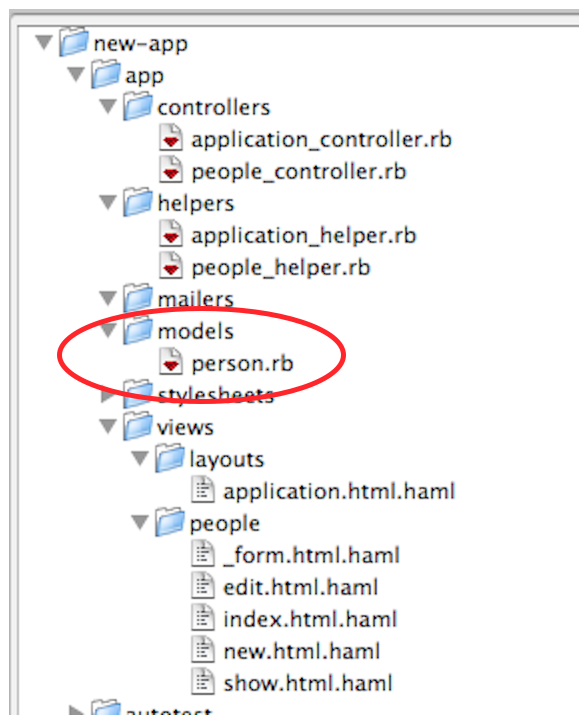 new-app
app
controllers
application_controller.rb
people_controller.rb
helpers
application_helper.rb
people_helper.rb
mailers
models
person.rb
stylesheets
views
layouts
application.html.haml
people
_form.html.haml
edit.html.haml
index.html.haml
new.html.haml
show.html.haml
autotest